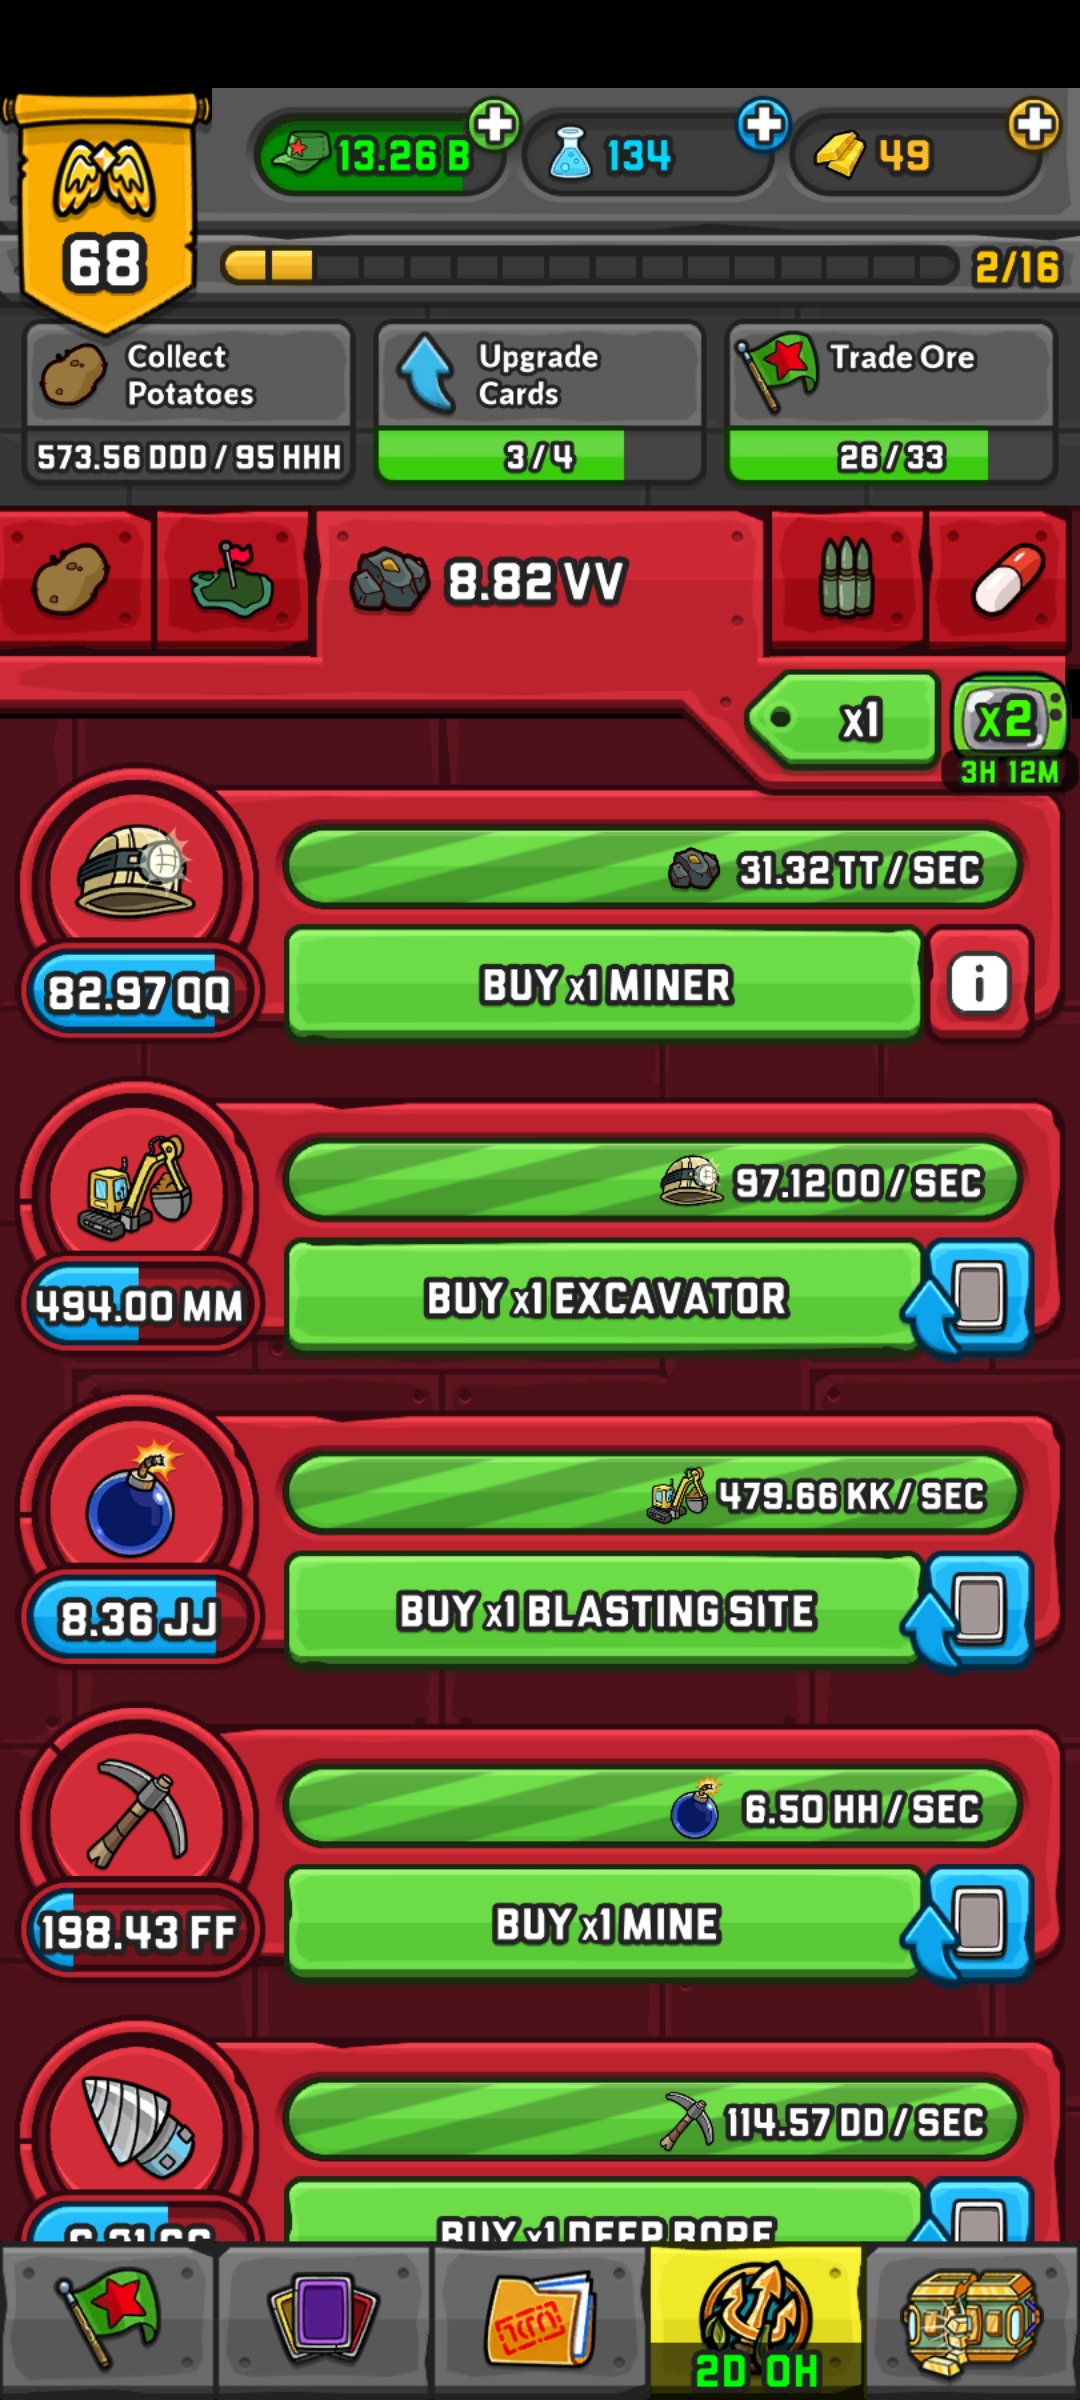 13.26 B
134
49
68
2/16
Collect
Potatoes
573.56 DDD / 95 HHH
Upgrade
Cards
3/4
Trade Ore
26/33
8.82 VV
x1
x2
3H 12M
31.32 TT / SEC
82.97 QQ
BUY x1 MINER
i
97.12 OO / SEC
494.00 MM
BUY x1 EXCAVATOR
479.66 KK / SEC
8.36 JJ
BUY x1 BLASTING SITE
6.50 HH / SEC
198.43 FF
BUY x1 MINE
114.57 DD / SEC
BUY x1 DEEP BORE
2D 0H